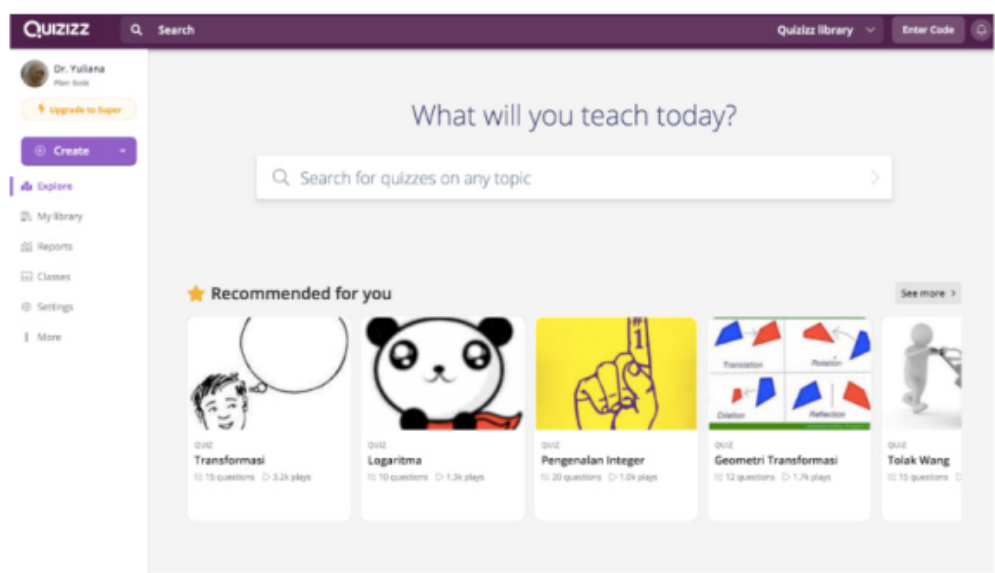 QUIZIZZ
Search
Quizizz library
Enter Code
Dr. Yuliana
Upgrade to Super
Create
Explore
My library
Reports
Classes
Settings
More
What will you teach today?
Search for quizzes on any topic
Recommended for you
See more >
#1
Translation
Rotation
Dilation
Reflection
QUIZ
Transformasi
15 questions 3.2k plays
QUIZ
Logaritma
10 questions 1.3k plays
QUIZ
Pengenalan Integer
20 questions 1.0k plays
QUIZ
Geometri Transformasi
12 questions 1.7k plays
QUIZ
Tolak Wang
15 questions